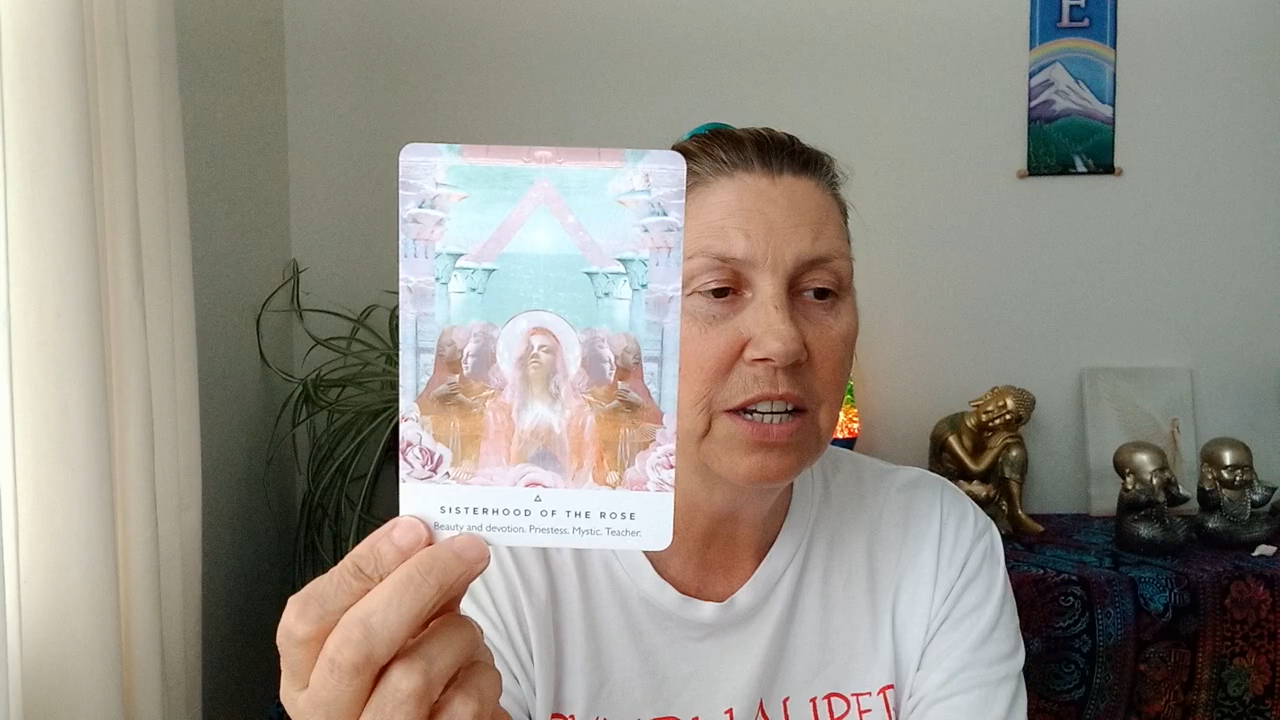 E
SISTERHOOD OF THE ROSE
Beauty and devotion. Priestess. Mystic. Teacher.